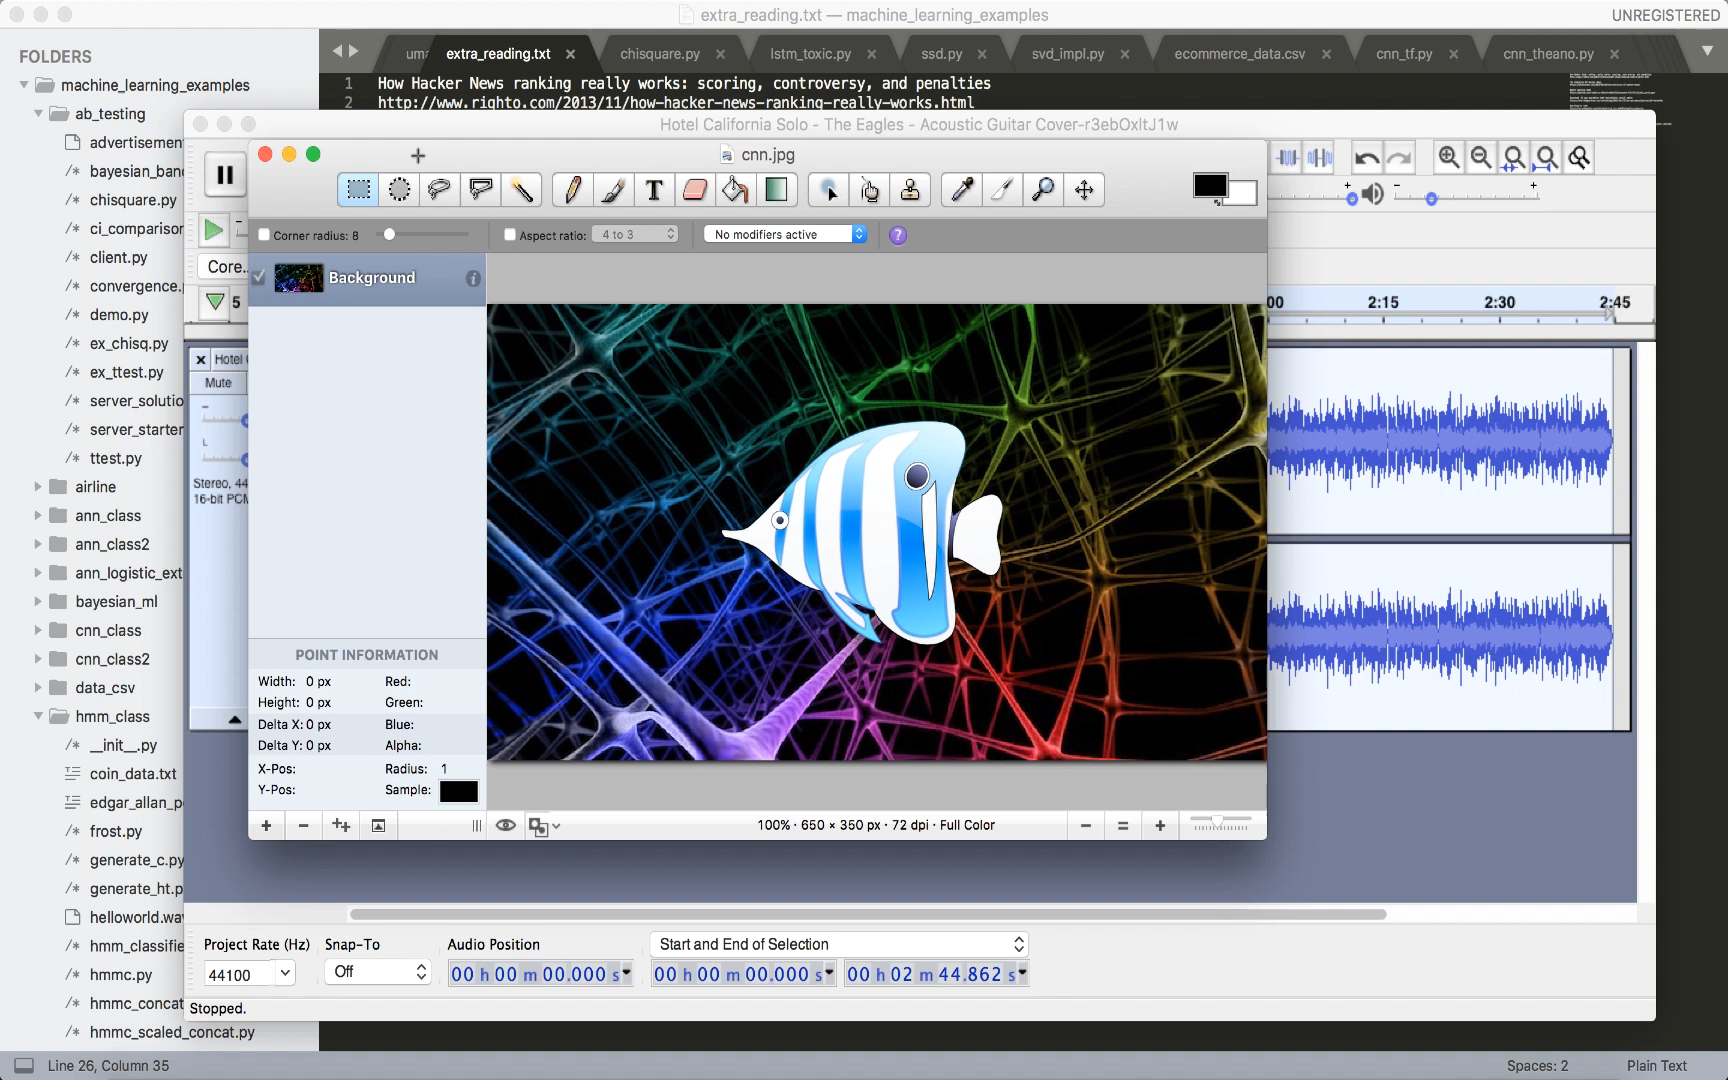 extra_reading.txt — machine_learning_examples
UNREGISTERED
FOLDERS
machine_learning_examples
ab_testing
advertisemen
bayesian_ban
chisquare.py
ci_comparisor
client.py
convergence.
demo.py
ex_chisq.py
ex_ttest.py
server_solutio
server_starter
ttest.py
airline
ann_class
ann_class2
ann_logistic_ext
bayesian_ml
cnn_class
cnn_class2
data_csv
hmm_class
__init__.py
coin_data.txt
edgar_allan_p
frost.py
generate_c.py
generate_ht.p
helloworld.wa
hmm_classifie
hmmc.py
hmmc_concat
hmmc_scaled_concat.py
uma extra_reading.txt × chisquare.py × lstm_toxic.py × ssd.py × svd_impl.py × ecommerce_data.csv × cnn_tf.py × cnn_theano.py ×
1 How Hacker News ranking really works: scoring, controversy, and penalties
2 http://www.righto.com/2013/11/how-hacker-news-ranking-really-works.html
Hotel California Solo - The Eagles - Acoustic Guitar Cover-r3ebOxltJ1w
cnn.jpg
Corner radius: 8
Aspect ratio: 4 to 3
No modifiers active
?
Background
Core..
5
00 2:15 2:30 2:45
× Hotel
Mute
L
Stereo, 44
16-bit PCM
POINT INFORMATION
Width: 0 px Red:
Height: 0 px Green:
Delta X: 0 px Blue:
Delta Y: 0 px Alpha:
X-Pos: Radius: 1
Y-Pos: Sample:
100% · 650 × 350 px · 72 dpi · Full Color
Project Rate (Hz) Snap-To Audio Position Start and End of Selection
44100 Off 00 h 00 m 00.000 s 00 h 00 m 00.000 s 00 h 02 m 44.862 s
Stopped.
Line 26, Column 35
Spaces: 2 Plain Text